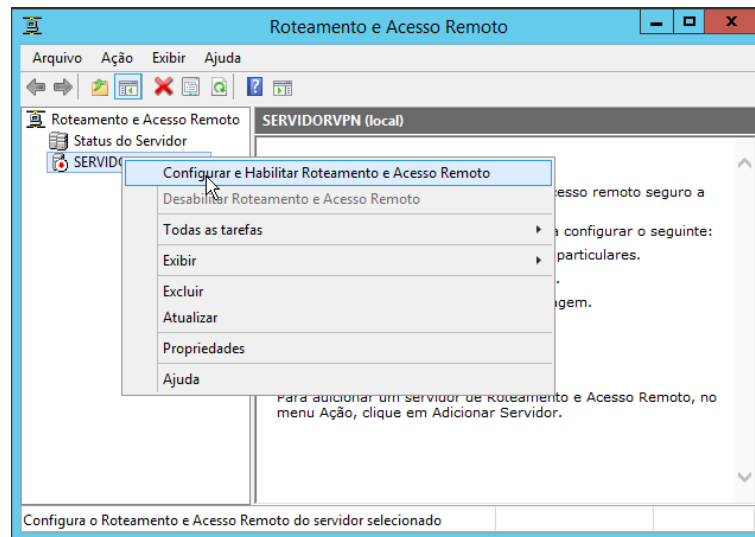 Roteamento e Acesso Remoto
Arquivo Ação Exibir Ajuda
Roteamento e Acesso Remoto
Status do Servidor
SERVIDORVPN (local)
Configurar e Habilitar Roteamento e Acesso Remoto
Desabilitar Roteamento e Acesso Remoto
Todas as tarefas
Exibir
Excluir
Atualizar
Propriedades
Ajuda
acesso remoto seguro a
configurar o seguinte:
particulares.
Para adicionar um servidor de Roteamento e Acesso Remoto, no
menu Ação, clique em Adicionar Servidor.
Configura o Roteamento e Acesso Remoto do servidor selecionado